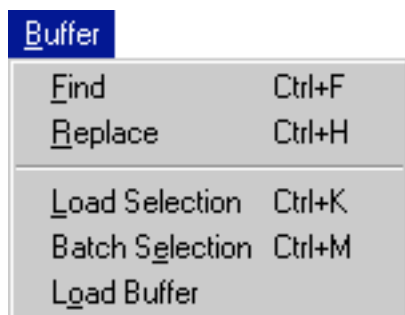 Buffer
Find Ctrl+F
Replace Ctrl+H
Load Selection Ctrl+K
Batch Selection Ctrl+M
Load Buffer